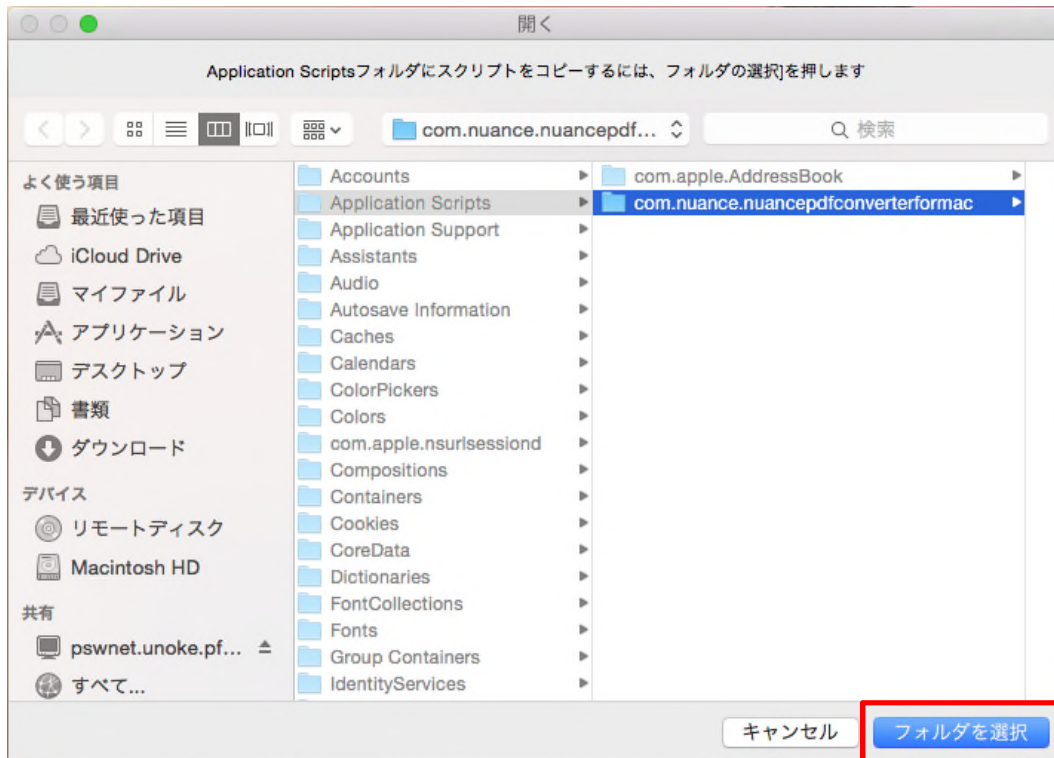 開く
Application Scriptsフォルダにスクリプトをコピーするには、フォルダの選択]を押します
com.nuance.nuancepdf...
検索
よく使う項目
最近使った項目
iCloud Drive
マイファイル
アプリケーション
デスクトップ
書類
ダウンロード
デバイス
リモートディスク
Macintosh HD
共有
pswnet.unoke.pf...
すべて...
Accounts
Application Scripts
Application Support
Assistants
Audio
Autosave Information
Caches
Calendars
ColorPickers
Colors
com.apple.nsurlsessiond
Compositions
Containers
Cookies
CoreData
Dictionaries
FontCollections
Fonts
Group Containers
IdentityServices
com.apple.AddressBook
com.nuance.nuancepdfconverterformac
キャンセル
フォルダを選択